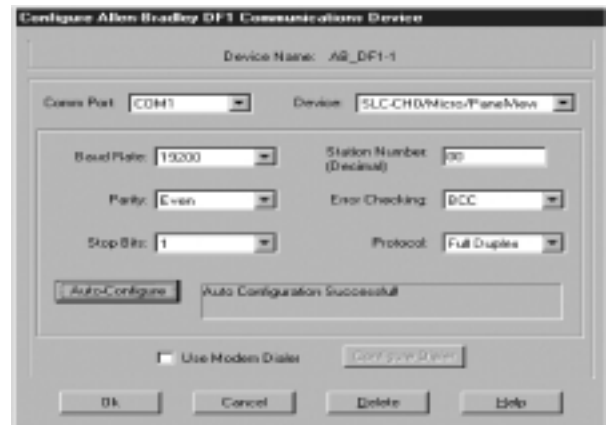 Configure Allen Bradley DF1 Communications Device
Device Name: AB_DF1-1
Comm Port: COM1
Device: SLC-CH0/Micro/PanelView
Baud Rate: 19200
Station Number: 00
(Decimal)
Parity: Even
Error Checking: BCC
Stop Bits: 1
Protocol: Full Duplex
Auto-Configure
Auto Configuration Successful!
Use Modem Dialer
Configure Dialer
Ok
Cancel
Delete
Help